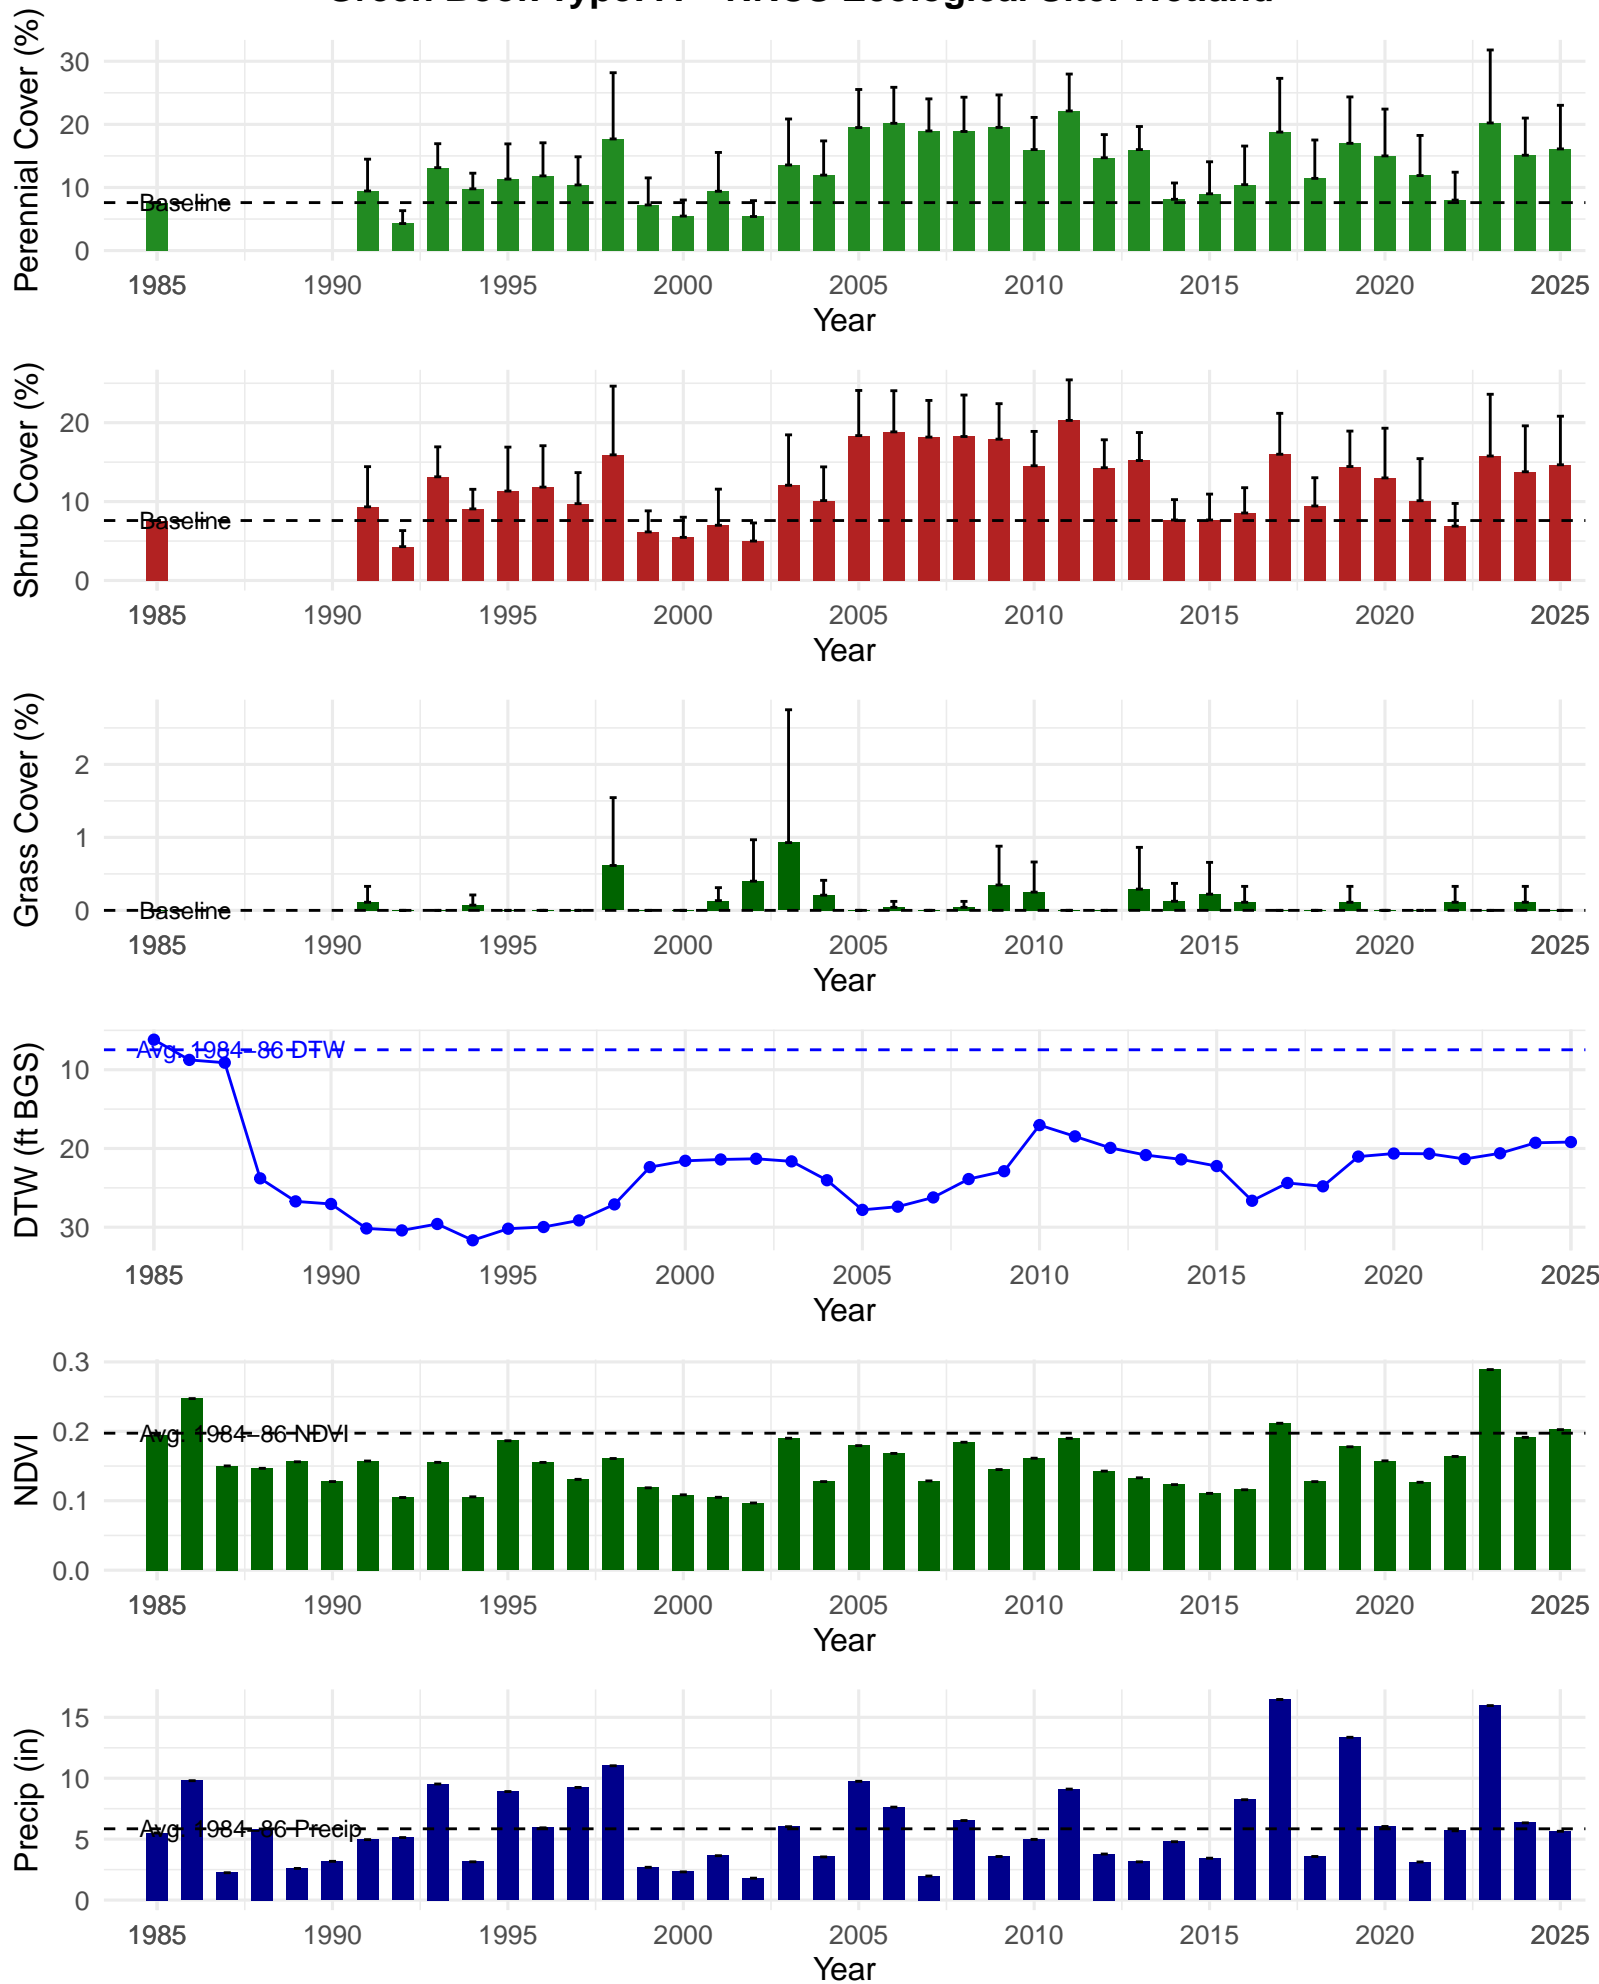 Perennial Cover (%)
30
20
10
0
Baseline
1985 1990 1995 2000 2005 2010 2015 2020 2025
Year
Shrub Cover (%)
20
10
0
Baseline
1985 1990 1995 2000 2005 2010 2015 2020 2025
Year
Grass Cover (%)
2
1
0
Baseline
1985 1990 1995 2000 2005 2010 2015 2020 2025
Year
DTW (ft BGS)
10
20
30
Avg. 1984–86 DTW
1985 1990 1995 2000 2005 2010 2015 2020 2025
Year
NDVI
0.3
0.2
0.1
0.0
Avg. 1984–86 NDVI
1985 1990 1995 2000 2005 2010 2015 2020 2025
Year
Precip (in)
15
10
5
0
Avg. 1984–86 Precip
1985 1990 1995 2000 2005 2010 2015 2020 2025
Year